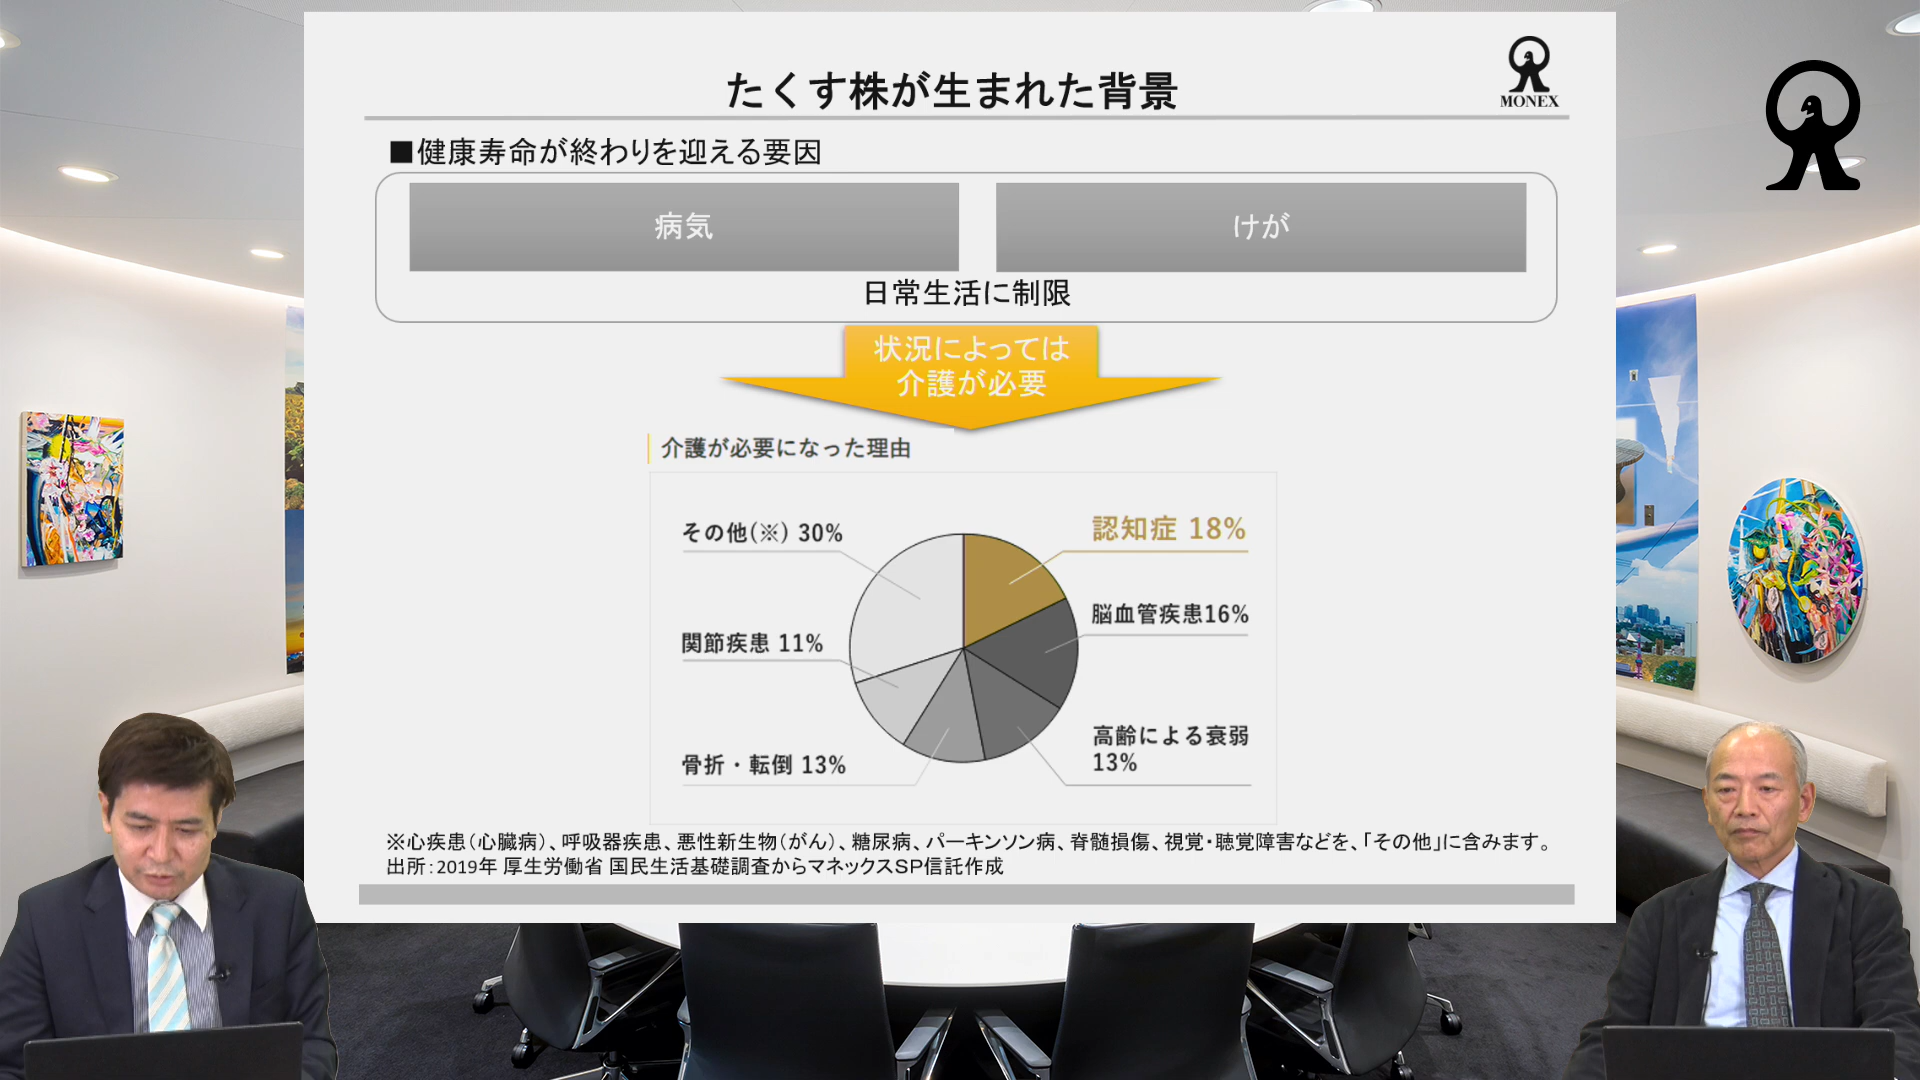 たくす株が生まれた背景
MONEX
■健康寿命が終わりを迎える要因
病気
けが
日常生活に制限
状況によっては
介護が必要
介護が必要になった理由
その他(※) 30%
認知症 18%
脳血管疾患16%
関節疾患 11%
高齢による衰弱
13%
骨折・転倒 13%
※心疾患（心臓病）、呼吸器疾患、悪性新生物（がん）、糖尿病、パーキンソン病、脊髄損傷、視覚・聴覚障害などを、「その他」に含みます。
出所：2019年 厚生労働省 国民生活基礎調査からマネックスSP信託作成